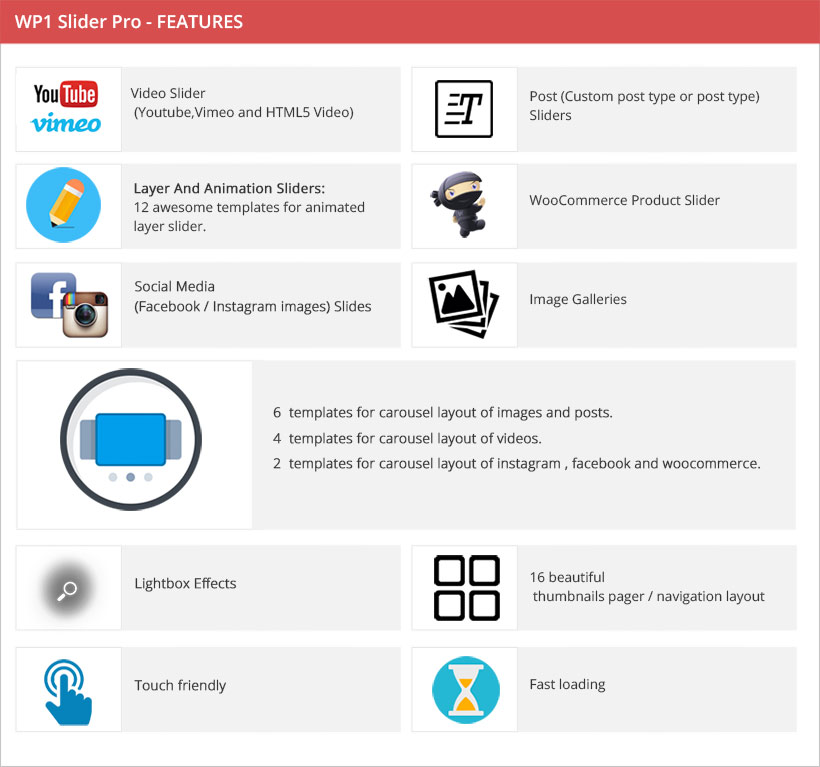 WP1 Slider Pro - FEATURES
YouTube
vimeo
Video Slider
(Youtube,Vimeo and HTML5 Video)
T
Post (Custom post type or post type)
Sliders
Layer And Animation Sliders:
12 awesome templates for animated
layer slider.
WooCommerce Product Slider
f
Social Media
(Facebook / Instagram images) Slides
Image Galleries
6 templates for carousel layout of images and posts.
4 templates for carousel layout of videos.
2 templates for carousel layout of instagram , facebook and woocommerce.
Lightbox Effects
16 beautiful
thumbnails pager / navigation layout
Touch friendly
Fast loading